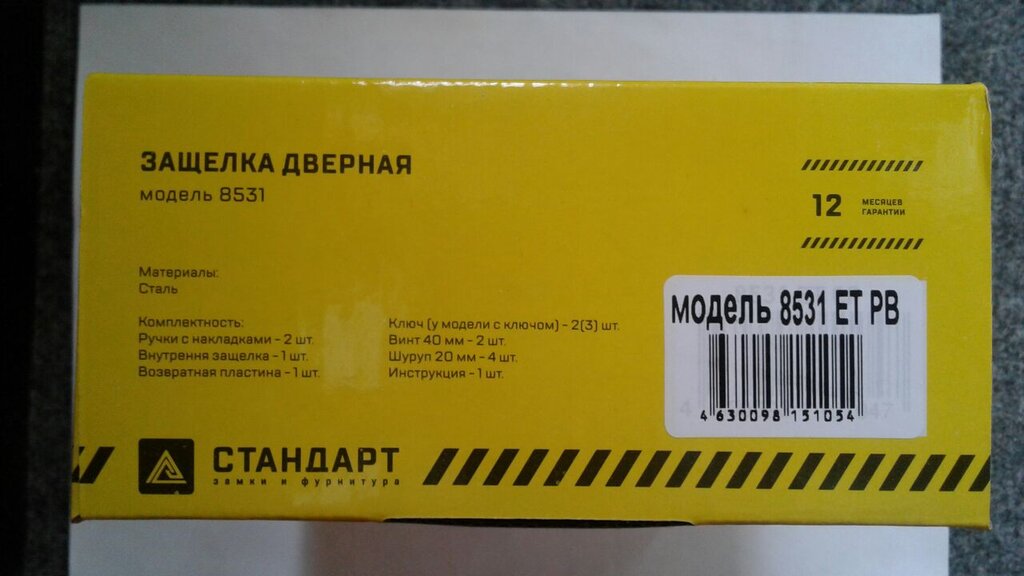 ЗАЩЕЛКА ДВЕРНАЯ
модель 8531
12 МЕСЯЦЕВ
ГАРАНТИИ
Материалы:
Сталь
Комплектность:
Ручки с накладками - 2 шт.
Внутрення защелка - 1 шт.
Возвратная пластина - 1 шт.
Ключ (у модели с ключом) - 2(3) шт.
Винт 40 мм - 2 шт.
Шуруп 20 мм - 4 шт.
Инструкция - 1 шт.
модель 8531 ET PB
4 630098 151054
СТАНДАРТ
замки и фурнитура